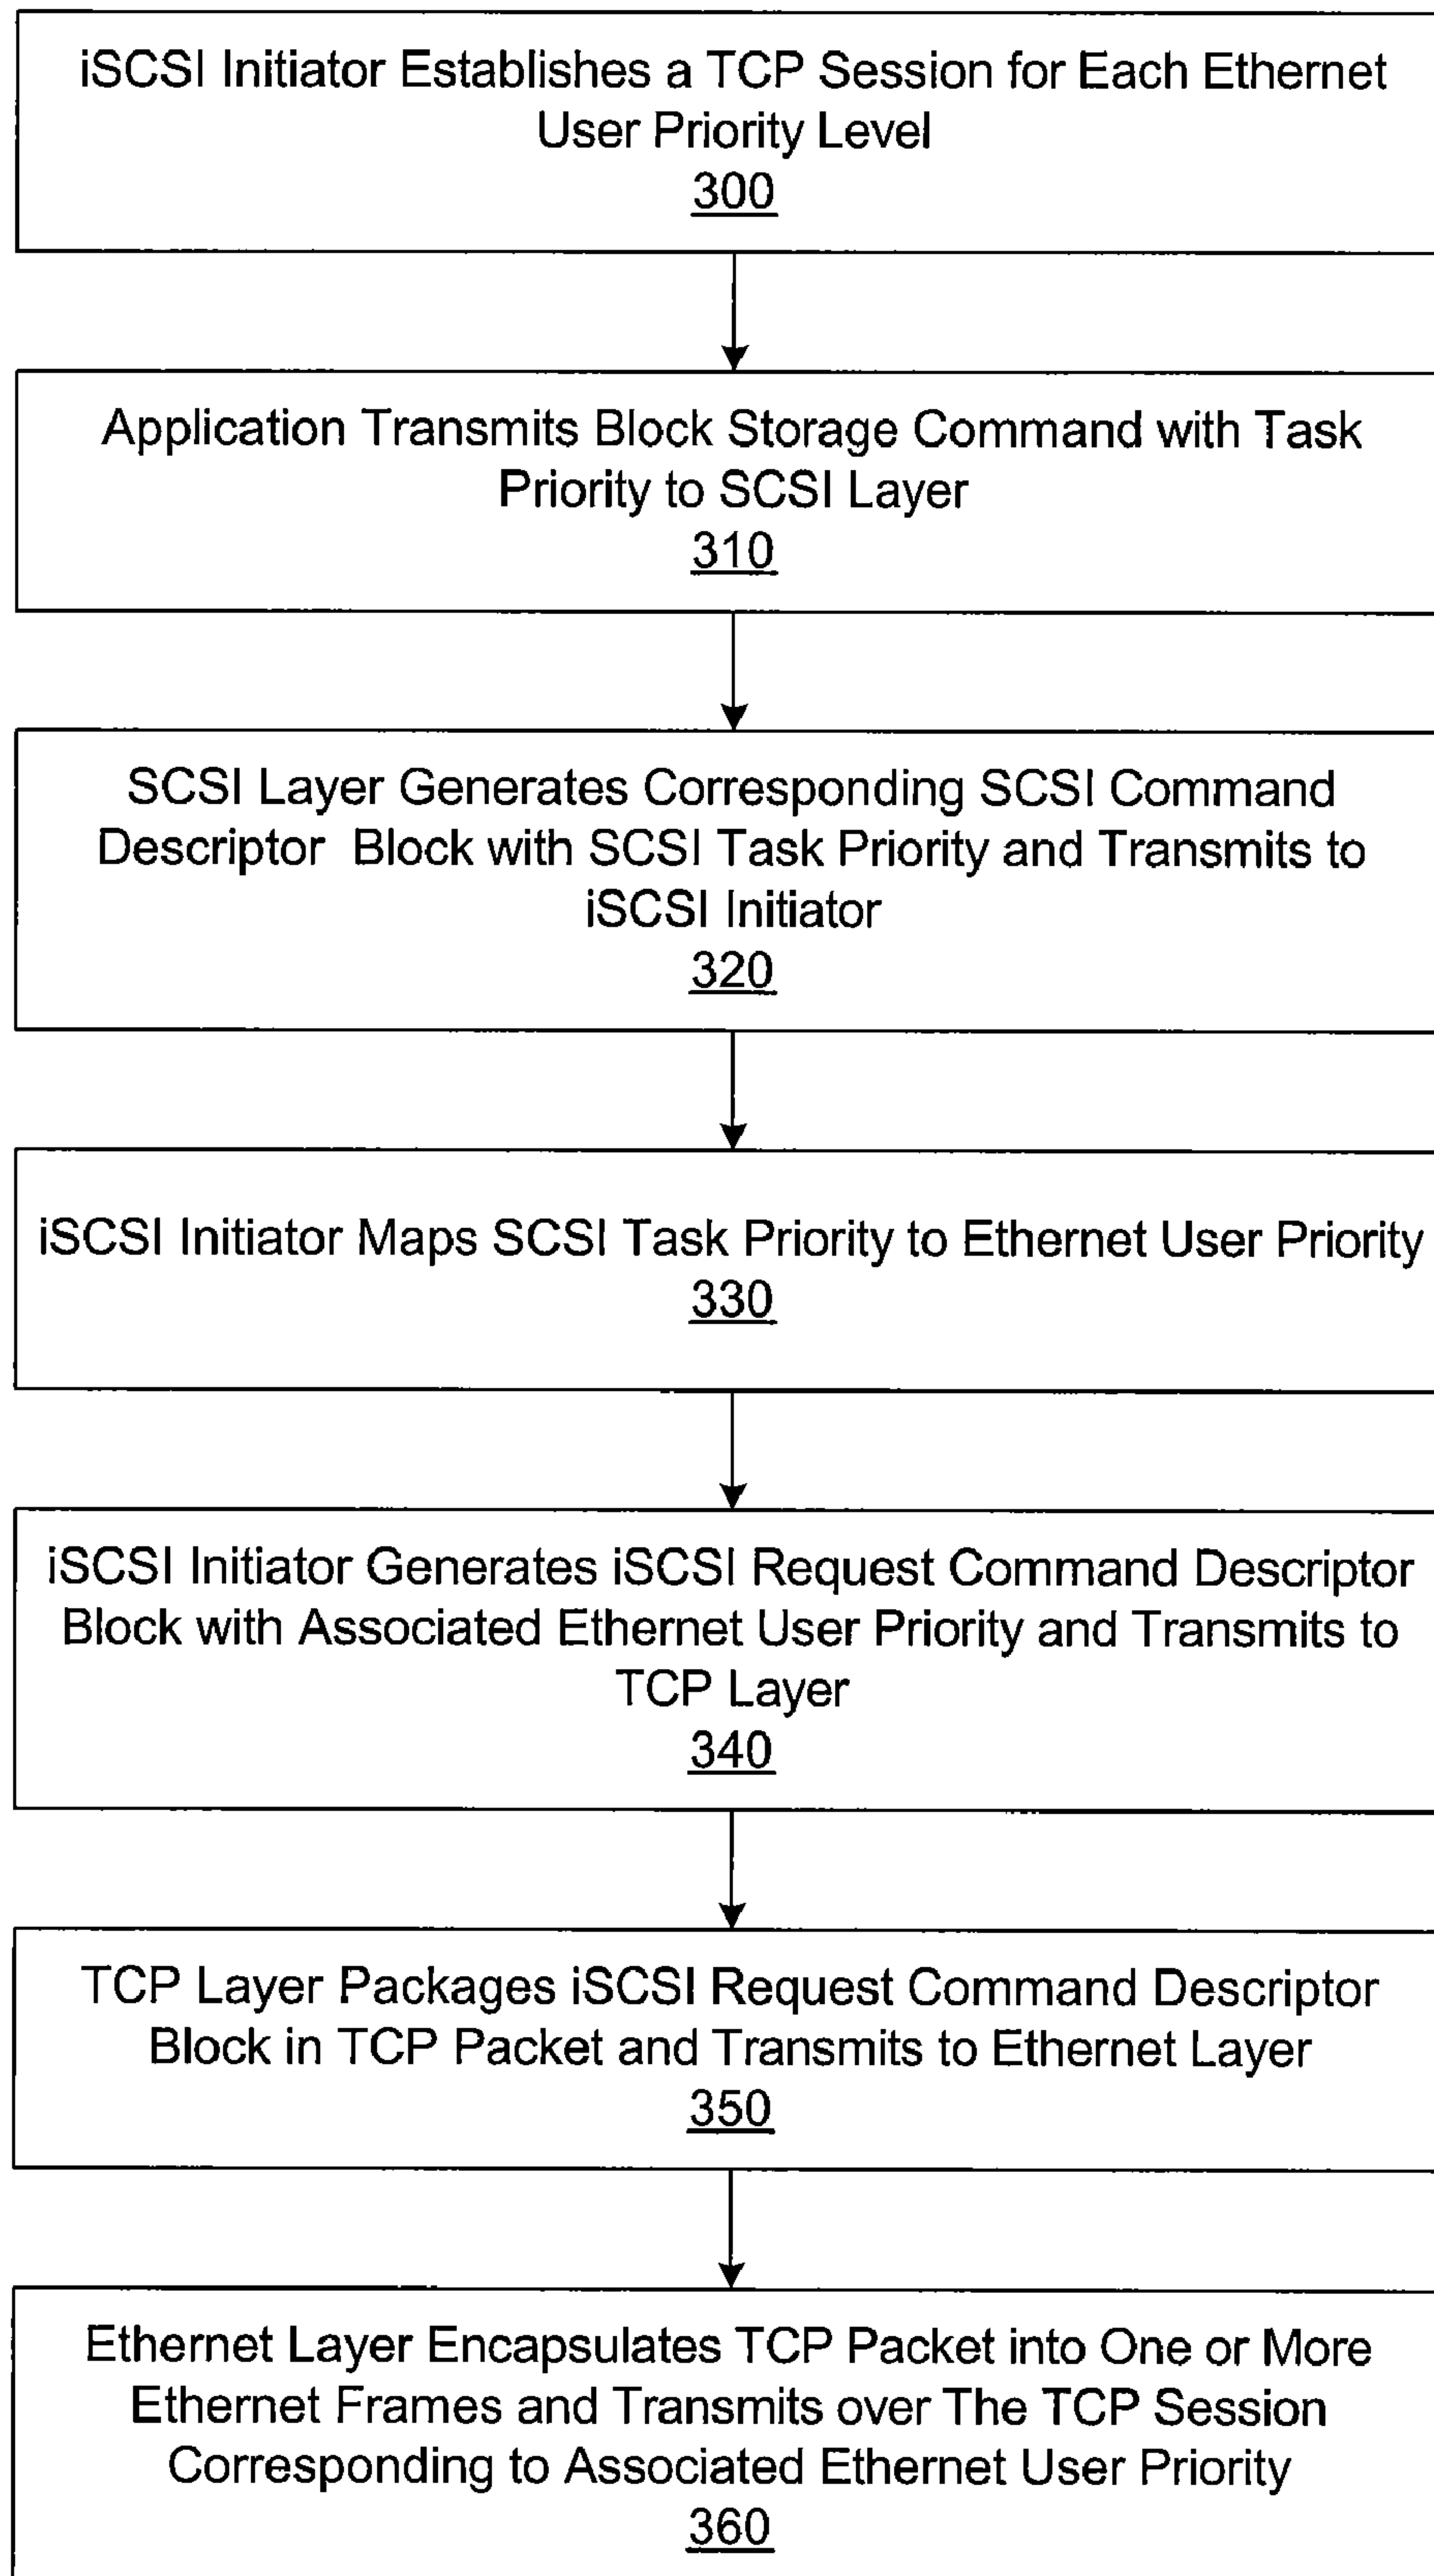 iSCSI Initiator Establishes a TCP Session for Each Ethernet
User Priority Level
300
Application Transmits Block Storage Command with Task
Priority to SCSI Layer
310
SCSI Layer Generates Corresponding SCSI Command
Descriptor Block with SCSI Task Priority and Transmits to
iSCSI Initiator
320
iSCSI Initiator Maps SCSI Task Priority to Ethernet User Priority
330
iSCSI Initiator Generates iSCSI Request Command Descriptor
Block with Associated Ethernet User Priority and Transmits to
TCP Layer
340
TCP Layer Packages iSCSI Request Command Descriptor
Block in TCP Packet and Transmits to Ethernet Layer
350
Ethernet Layer Encapsulates TCP Packet into One or More
Ethernet Frames and Transmits over The TCP Session
Corresponding to Associated Ethernet User Priority
360